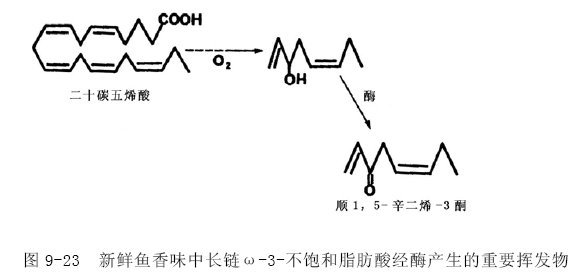 COOH
O₂
二十碳五烯酸
OH
酶
O
顺1，5-辛二烯-3酮
图 9-23 新鲜鱼香味中长链ω-3-不饱和脂肪酸经酶产生的重要挥发物